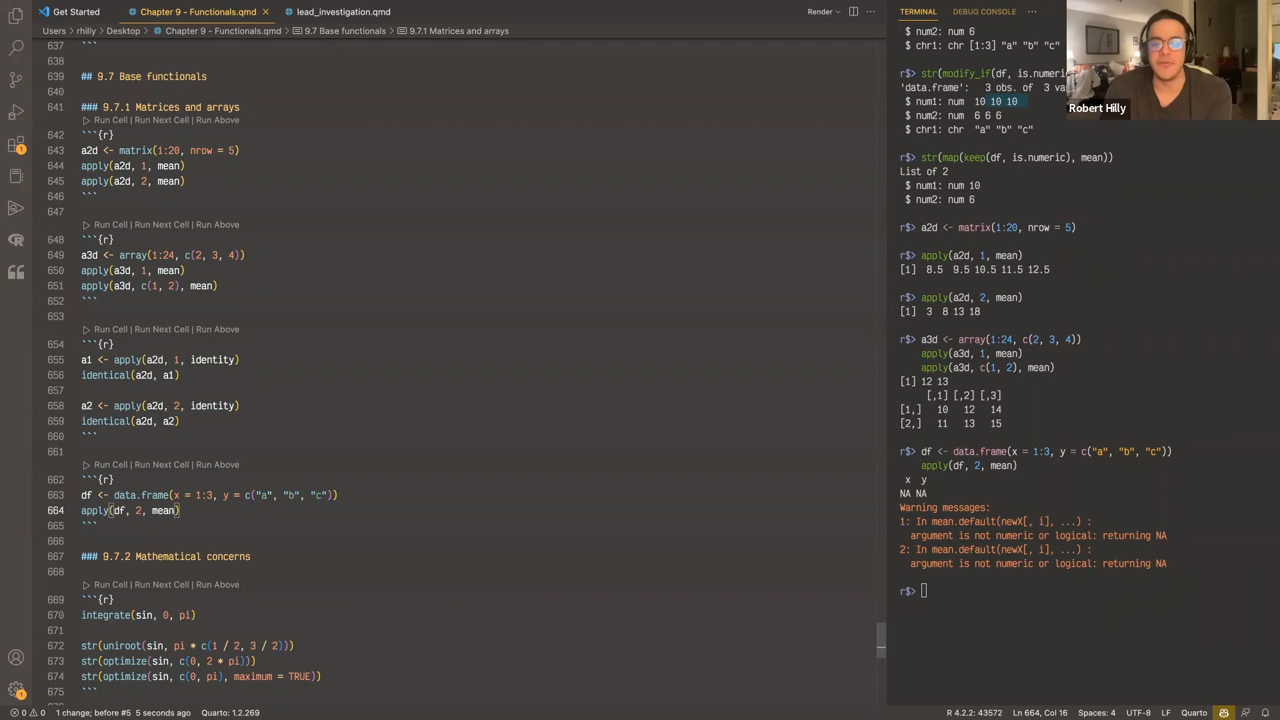 Get Started
Chapter 9 - Functionals.qmd ×
lead_investigation.qmd
Render
TERMINAL
DEBUG CONSOLE
Users > rhilly > Desktop > Chapter 9 - Functionals.qmd > 9.7 Base functionals > 9.7.1 Matrices and arrays
637 ```
638
639 ## 9.7 Base functionals
640
641 ### 9.7.1 Matrices and arrays
Run Cell | Run Next Cell | Run Above
642 ```{r}
643 a2d <- matrix(1:20, nrow = 5)
644 apply(a2d, 1, mean)
645 apply(a2d, 2, mean)
646 ```
647
Run Cell | Run Next Cell | Run Above
648 ```{r}
649 a3d <- array(1:24, c(2, 3, 4))
650 apply(a3d, 1, mean)
651 apply(a3d, c(1, 2), mean)
652 ```
653
Run Cell | Run Next Cell | Run Above
654 ```{r}
655 a1 <- apply(a2d, 1, identity)
656 identical(a2d, a1)
657
658 a2 <- apply(a2d, 2, identity)
659 identical(a2d, a2)
660 ```
661
Run Cell | Run Next Cell | Run Above
662 ```{r}
663 df <- data.frame(x = 1:3, y = c("a", "b", "c"))
664 apply(df, 2, mean)
665 ```
666
667 ### 9.7.2 Mathematical concerns
668
Run Cell | Run Next Cell | Run Above
669 ```{r}
670 integrate(sin, 0, pi)
671
672 str(uniroot(sin, pi * c(1 / 2, 3 / 2)))
673 str(optimize(sin, c(0, 2 * pi)))
674 str(optimize(sin, c(0, pi), maximum = TRUE))
675 ```
$ num2: num 6
$ chr1: chr [1:3] "a" "b" "c"
r$> str(modify_if(df, is.numeric
'data.frame': 3 obs. of 3 va
$ num1: num 10 10 10
$ num2: num 6 6 6
$ chr1: chr "a" "b" "c"
r$> str(map(keep(df, is.numeric), mean))
List of 2
$ num1: num 10
$ num2: num 6
r$> a2d <- matrix(1:20, nrow = 5)
r$> apply(a2d, 1, mean)
[1] 8.5 9.5 10.5 11.5 12.5
r$> apply(a2d, 2, mean)
[1] 3 8 13 18
r$> a3d <- array(1:24, c(2, 3, 4))
apply(a3d, 1, mean)
apply(a3d, c(1, 2), mean)
[1] 12 13
[,1] [,2] [,3]
[1,] 10 12 14
[2,] 11 13 15
r$> df <- data.frame(x = 1:3, y = c("a", "b", "c"))
apply(df, 2, mean)
x y
NA NA
Warning messages:
1: In mean.default(newX[, i], ...) :
argument is not numeric or logical: returning NA
2: In mean.default(newX[, i], ...) :
argument is not numeric or logical: returning NA
r$>
Robert Hilly
0 0 1 change; before #5 5 seconds ago Quarto: 1.2.269
R 4.2.2: 43572 Ln 664, Col 16 Spaces: 4 UTF-8 LF Quarto